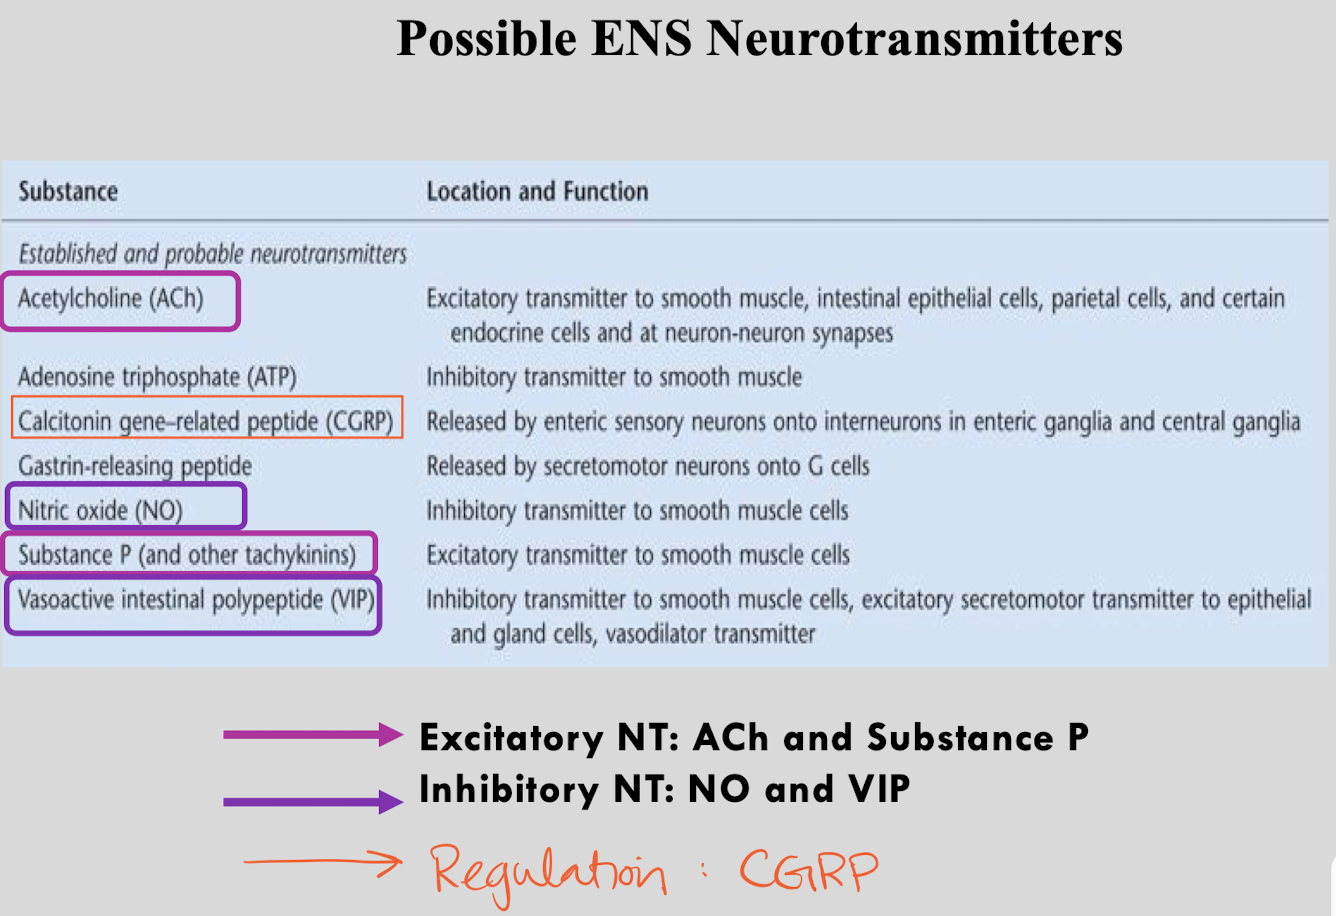 Possible ENS Neurotransmitters
Substance Location and Function
Established and probable neurotransmitters
Acetylcholine (ACh) Excitatory transmitter to smooth muscle, intestinal epithelial cells, parietal cells, and certain
endocrine cells and at neuron-neuron synapses
Adenosine triphosphate (ATP) Inhibitory transmitter to smooth muscle
Calcitonin gene–related peptide (CGRP) Released by enteric sensory neurons onto interneurons in enteric ganglia and central ganglia
Gastrin-releasing peptide Released by secretomotor neurons onto G cells
Nitric oxide (NO) Inhibitory transmitter to smooth muscle cells
Substance P (and other tachykinins) Excitatory transmitter to smooth muscle cells
Vasoactive intestinal polypeptide (VIP) Inhibitory transmitter to smooth muscle cells, excitatory secretomotor transmitter to epithelial
and gland cells, vasodilator transmitter
Excitatory NT: ACh and Substance P
Inhibitory NT: NO and VIP
Regulation : CGRP